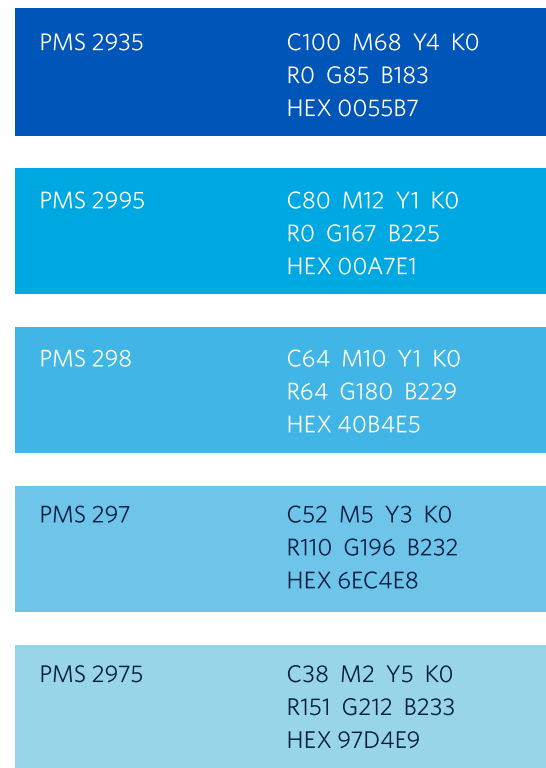 PMS 2935 C100 M68 Y4 K0
R0 G85 B183
HEX 0055B7
PMS 2995 C80 M12 Y1 K0
R0 G167 B225
HEX 00A7E1
PMS 298 C64 M10 Y1 K0
R64 G180 B229
HEX 40B4E5
PMS 297 C52 M5 Y3 K0
R110 G196 B232
HEX 6EC4E8
PMS 2975 C38 M2 Y5 K0
R151 G212 B233
HEX 97D4E9